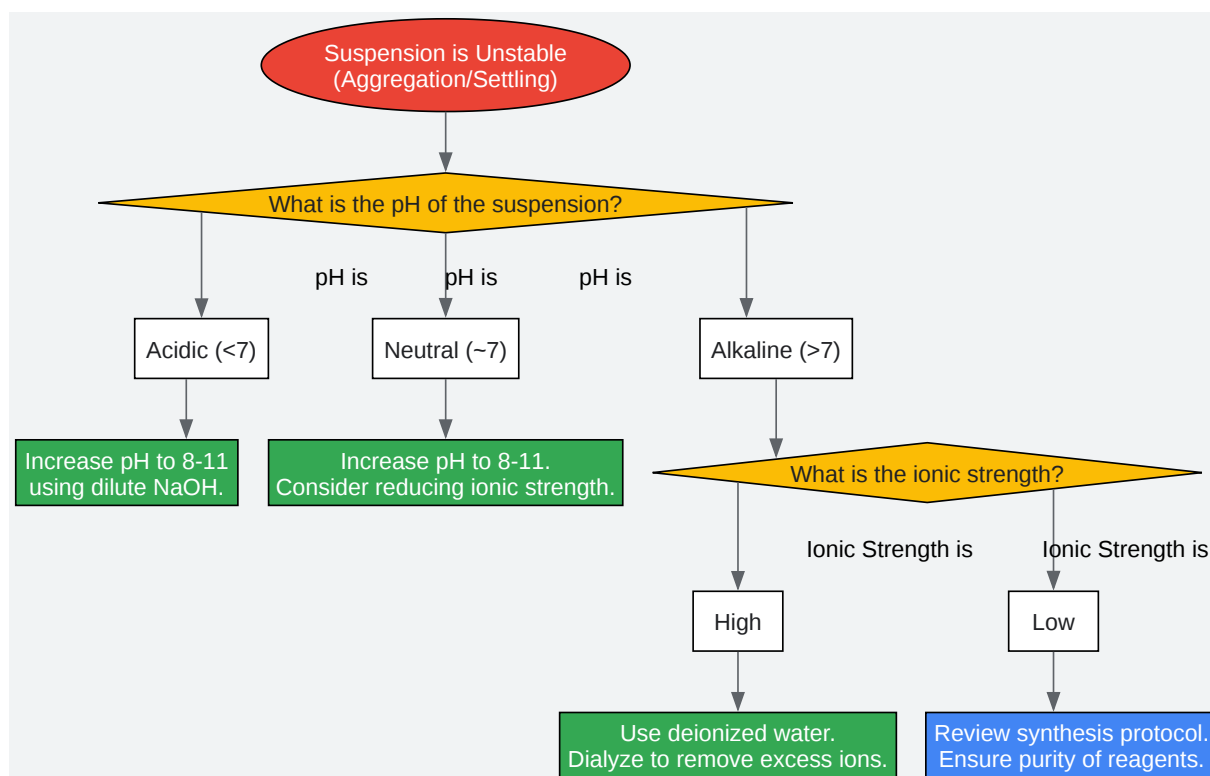 Suspension is Unstable
(Aggregation/Settling)
What is the pH of the suspension?
pH is
pH is
pH is
Acidic (<7)
Neutral (~7)
Alkaline (>7)
Increase pH to 8-11
using dilute NaOH.
Increase pH to 8-11.
Consider reducing ionic strength.
What is the ionic strength?
Ionic Strength is
Ionic Strength is
High
Low
Use deionized water.
Dialyze to remove excess ions.
Review synthesis protocol.
Ensure purity of reagents.